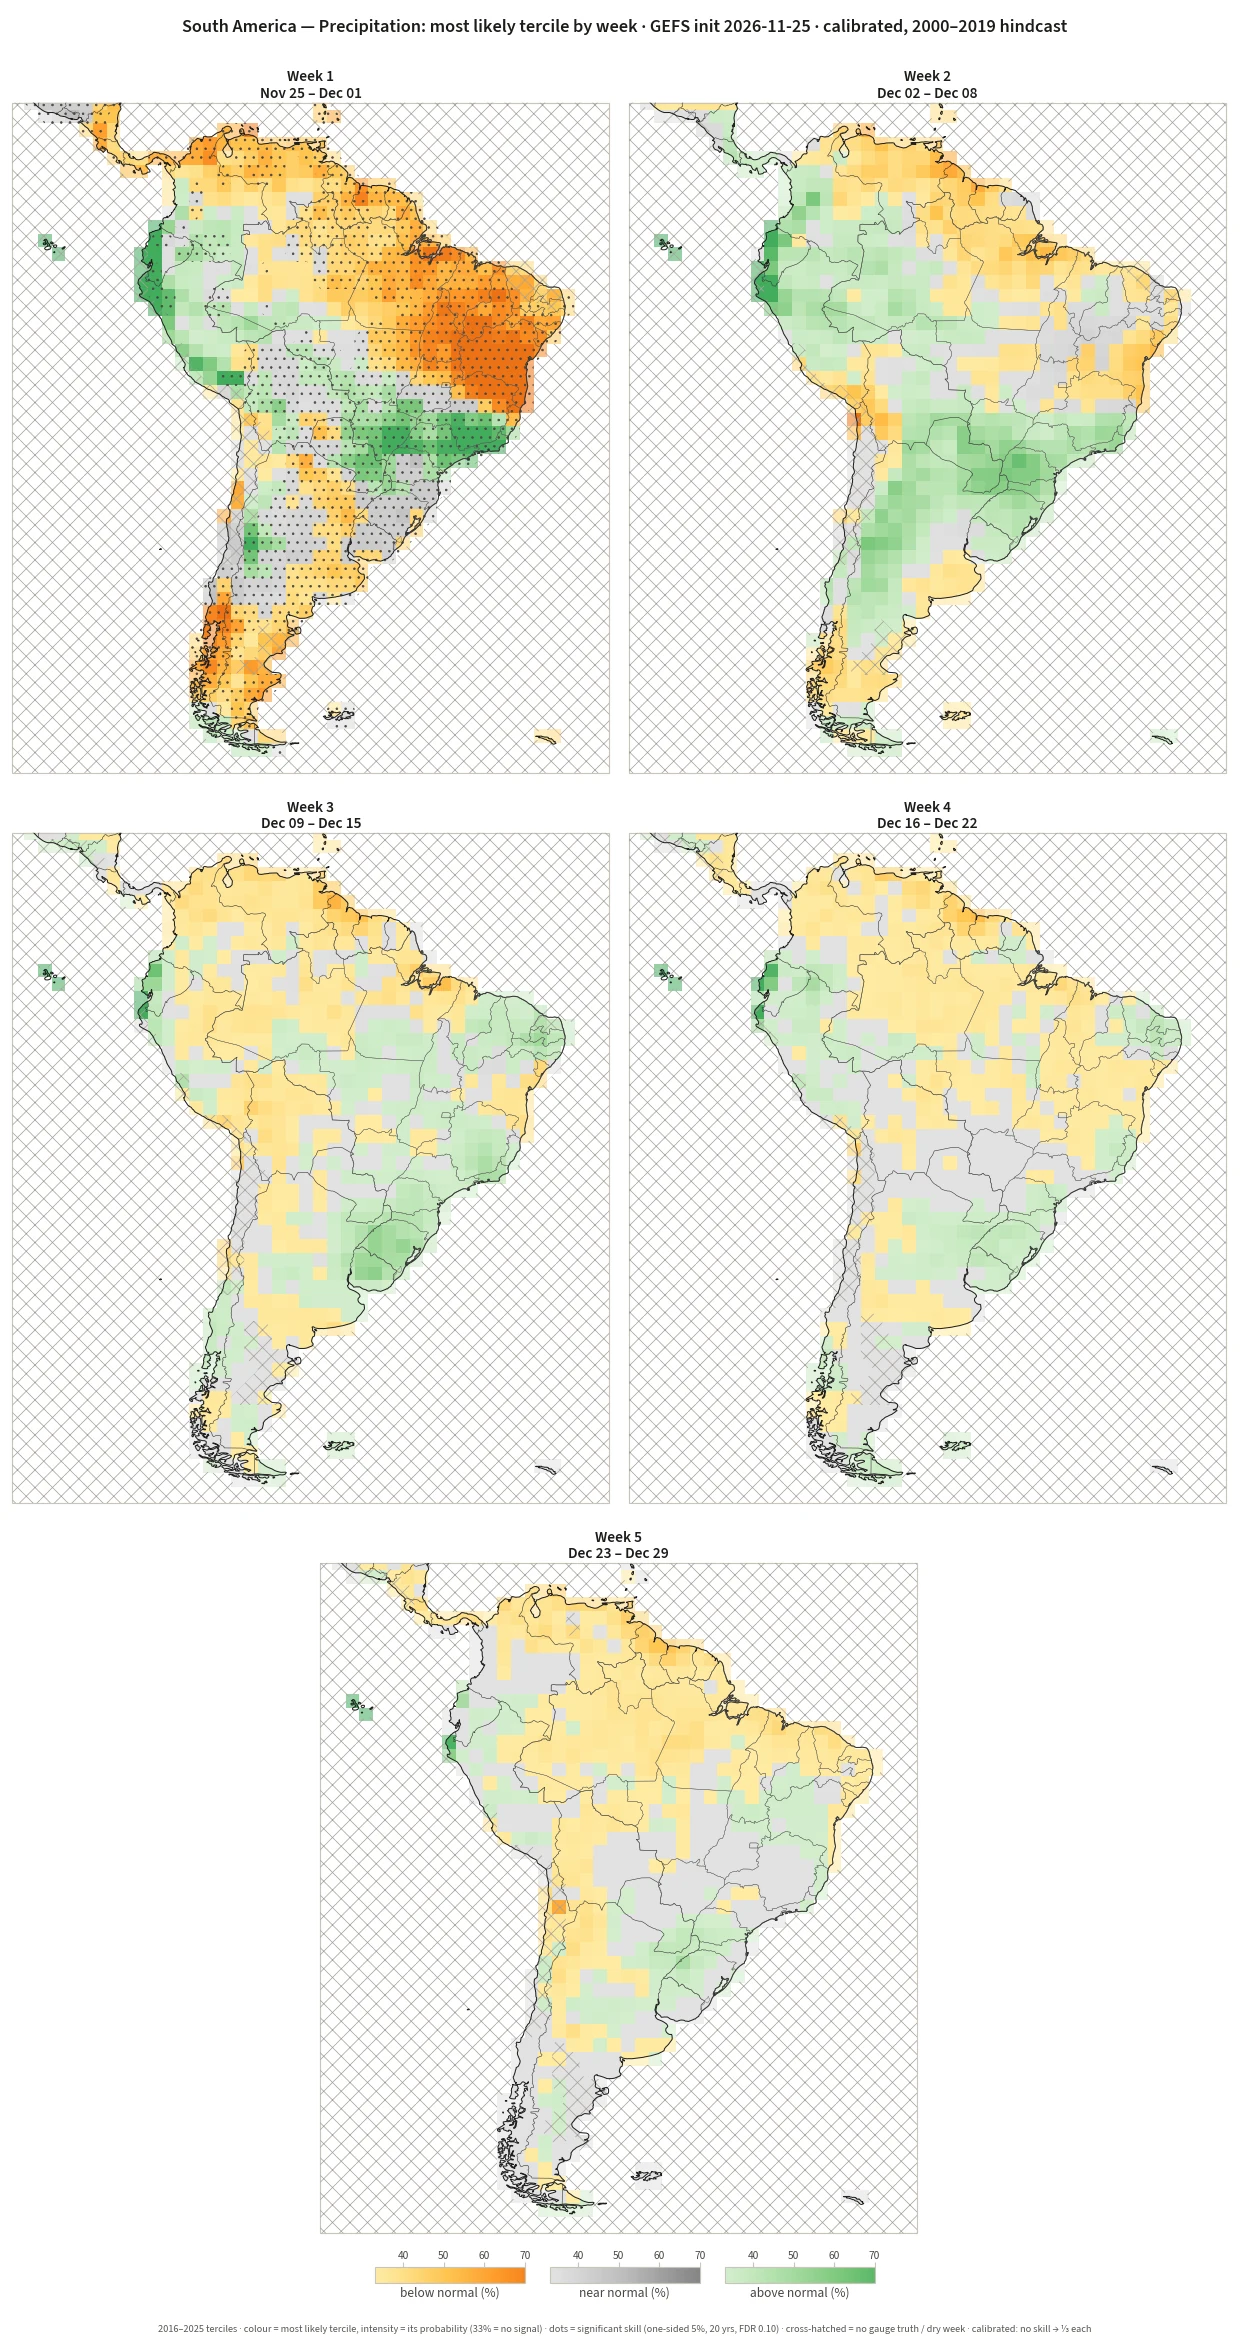 South America — Precipitation: most likely tercile by week · GEFS init 2026-11-25 · calibrated, 2000–2019 hindcast
Week 1
Nov 25 – Dec 01
Week 2
Dec 02 – Dec 08
Week 3
Dec 09 – Dec 15
Week 4
Dec 16 – Dec 22
Week 5
Dec 23 – Dec 29
40 50 60 70
below normal (%)
40 50 60 70
near normal (%)
40 50 60 70
above normal (%)
2016–2025 terciles · colour = most likely tercile, intensity = its probability (33% = no signal) · dots = significant skill (one-sided 5%, 20 yrs, FDR 0.10) · cross-hatched = no gauge truth / dry week · calibrated: no skill → ⅓ each